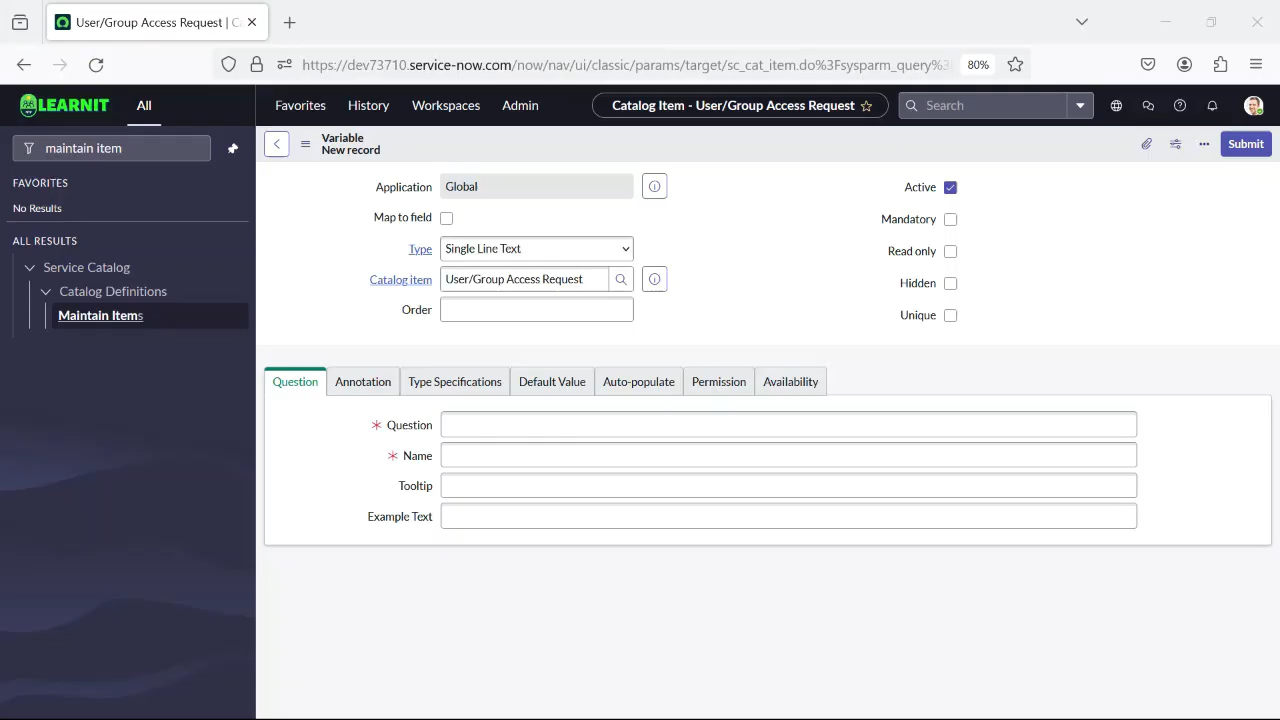 User/Group Access Request | C
https://dev73710.service-now.com/now/nav/ui/classic/params/target/sc_cat_item.do%3Fsysparm_query%3
80%
LEARNIT
All
Favorites
History
Workspaces
Admin
Catalog Item - User/Group Access Request
Search
maintain item
FAVORITES
No Results
ALL RESULTS
Service Catalog
Catalog Definitions
Maintain Items
Variable
New record
Submit
Application
Global
Map to field
Type
Single Line Text
Catalog item
User/Group Access Request
Order
Active
Mandatory
Read only
Hidden
Unique
Question
Annotation
Type Specifications
Default Value
Auto-populate
Permission
Availability
Question
Name
Tooltip
Example Text